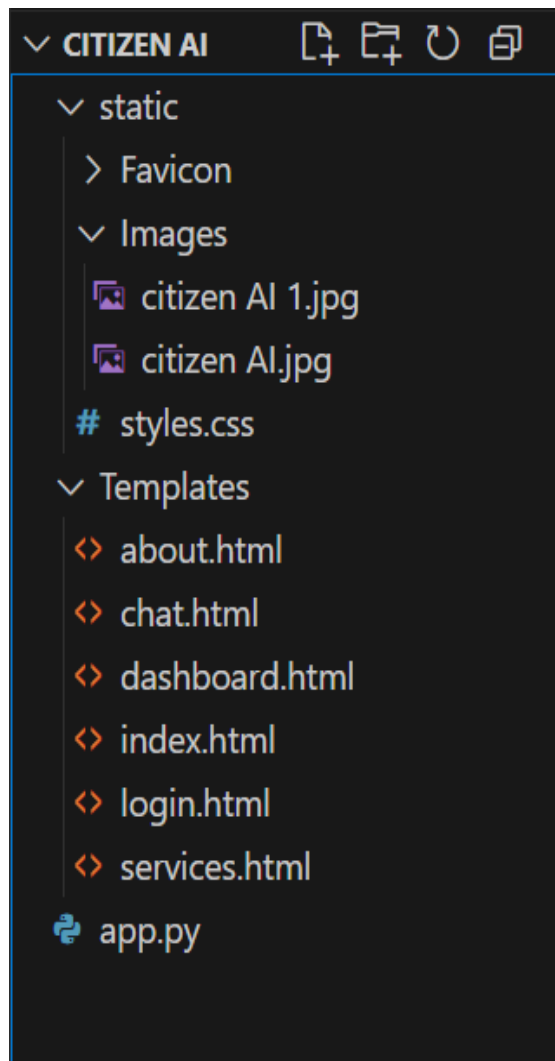 CITIZEN AI
static
Favicon
Images
citizen AI 1.jpg
citizen AI.jpg
# styles.css
Templates
<> about.html
<> chat.html
<> dashboard.html
<> index.html
<> login.html
<> services.html
app.py